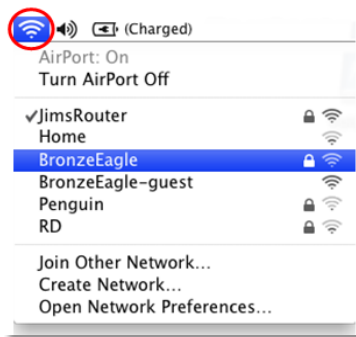 (Charged)
AirPort: On
Turn AirPort Off
✓JimsRouter
Home
BronzeEagle
BronzeEagle-guest
Penguin
RD
Join Other Network...
Create Network...
Open Network Preferences...